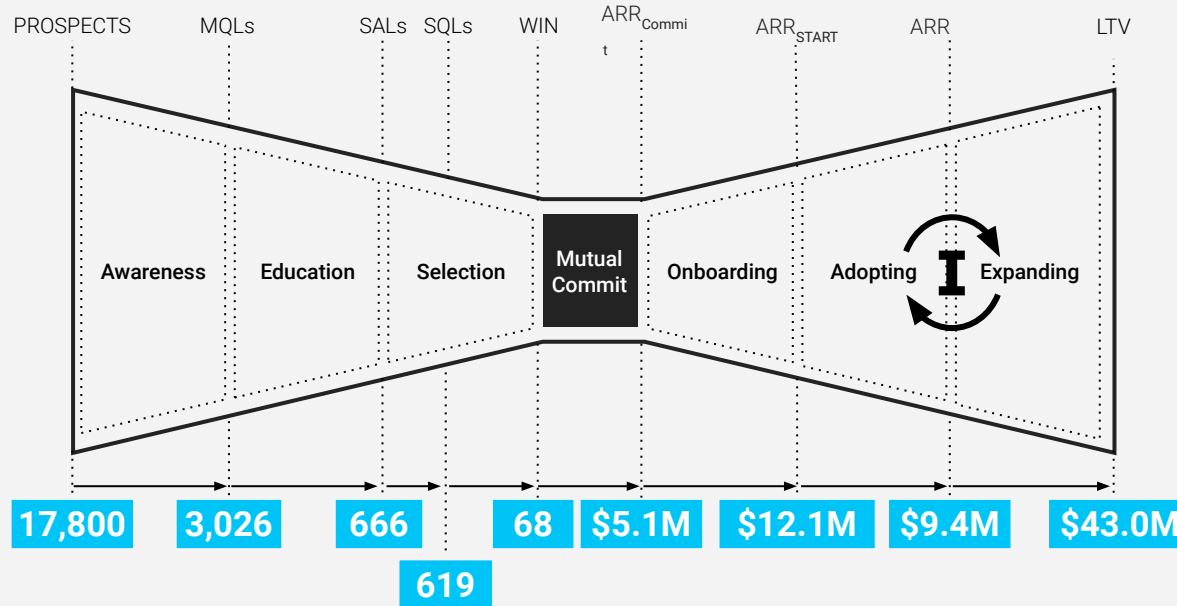 PROSPECTS
MQLs
SALs
SQLs
WIN
ARRCommi
t
ARRSTART
ARR
LTV
Awareness
Education
Selection
Mutual
Commit
Onboarding
Adopting
Expanding
17,800
3,026
666
68
$5.1M
$12.1M
$9.4M
$43.0M
619